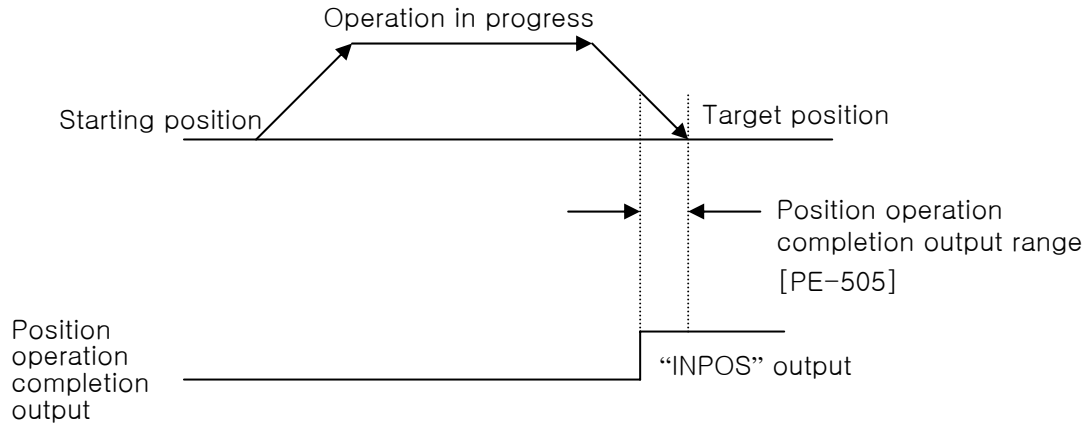 Operation in progress
Starting position
Target position
Position operation
completion output range
[PE-505]
Position
operation
completion
output
“INPOS” output